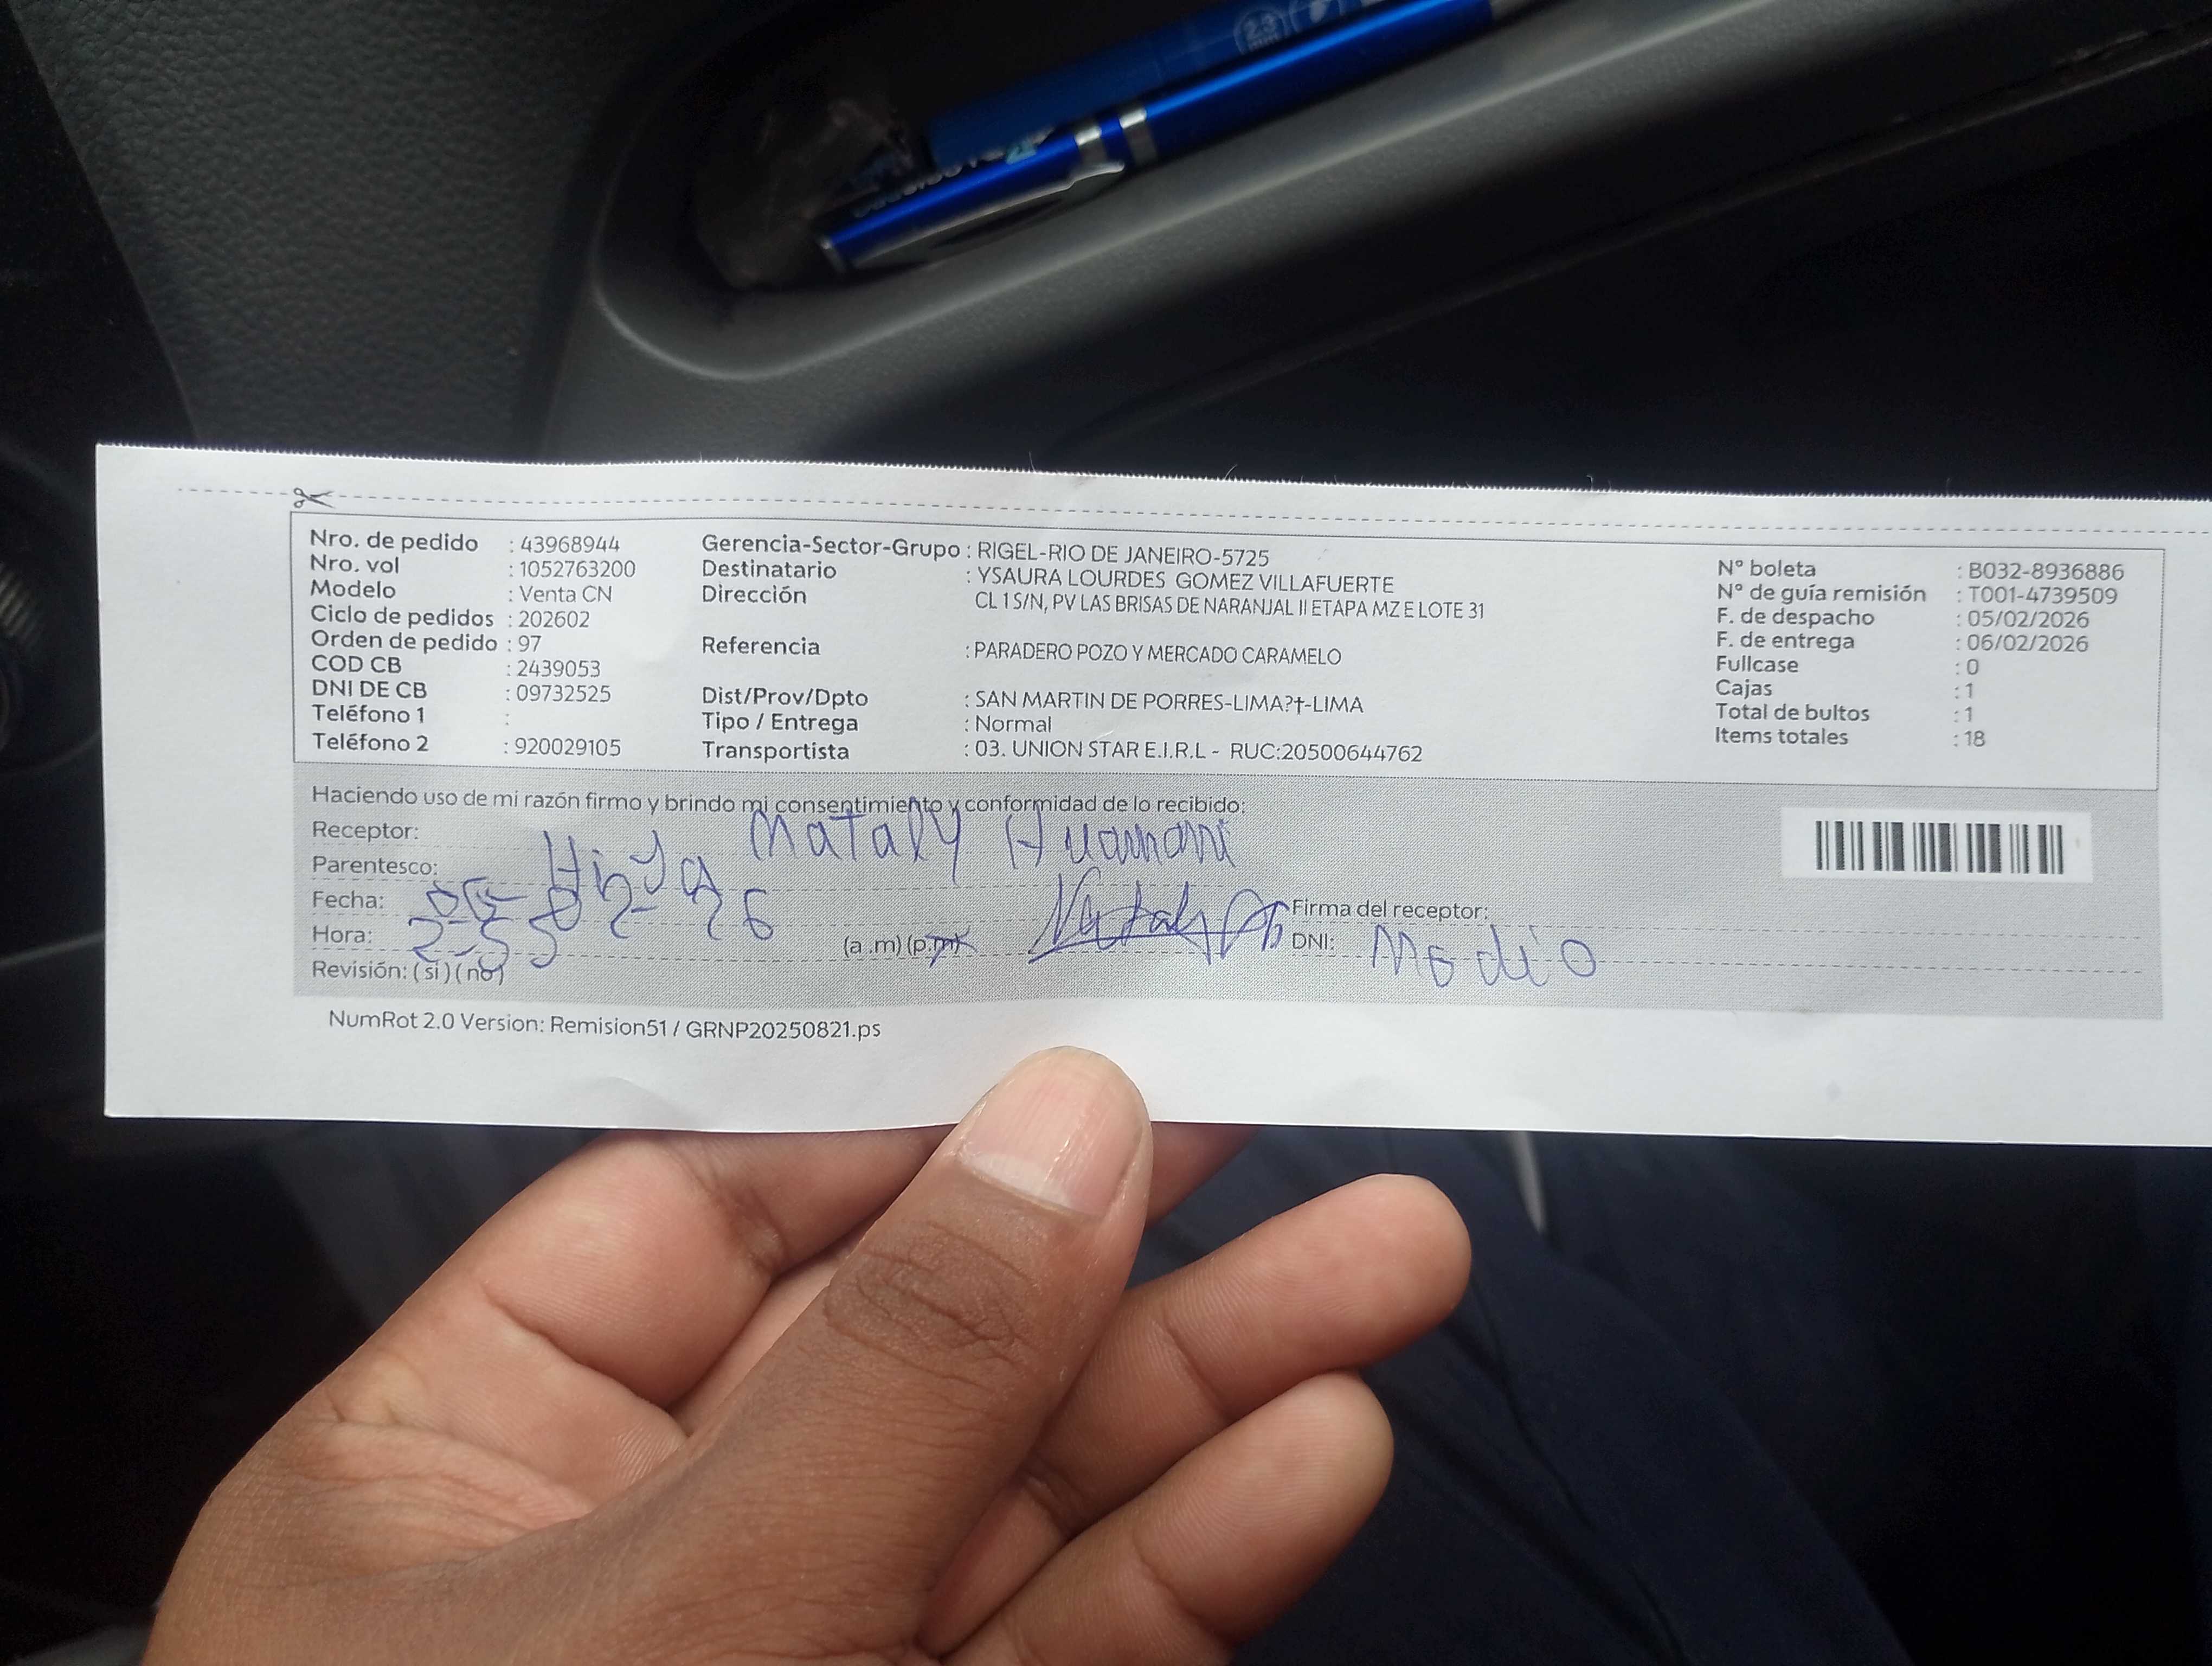 Nro. de pedido : 43968944
Nro. vol : 1052763200
Modelo : Venta CN
Ciclo de pedidos : 202602
Orden de pedido : 97
COD CB : 2439053
DNI DE CB : 09732525
Teléfono 1 :
Teléfono 2 : 920029105
Gerencia-Sector-Grupo : RIGEL-RIO DE JANEIRO-5725
Destinatario : YSAURA LOURDES GOMEZ VILLAFUERTE
Dirección CL 1 S/N, PV LAS BRISAS DE NARANJAL II ETAPA MZ E LOTE 31
Referencia : PARADERO POZO Y MERCADO CARAMELO
Dist/Prov/Dpto : SAN MARTIN DE PORRES-LIMA?†-LIMA
Tipo / Entrega : Normal
Transportista : 03. UNION STAR E.I.R.L - RUC:20500644762
N° boleta : B032-8936886
N° de guía remisión : T001-4739509
F. de despacho : 05/02/2026
F. de entrega : 06/02/2026
Fullcase : 0
Cajas : 1
Total de bultos : 1
Items totales : 18
Haciendo uso de mi razón firmo y brindo mi consentimiento y conformidad de lo recibido:
Receptor: Nataly Huamani
Parentesco: Hija
Fecha: 06-02-26
Hora: 2-55 (a .m) (p.m)
Revisión: ( si ) ( no )
Firma del receptor:
DNI: Me dio
NumRot 2.0 Version: Remision51 / GRNP20250821.ps